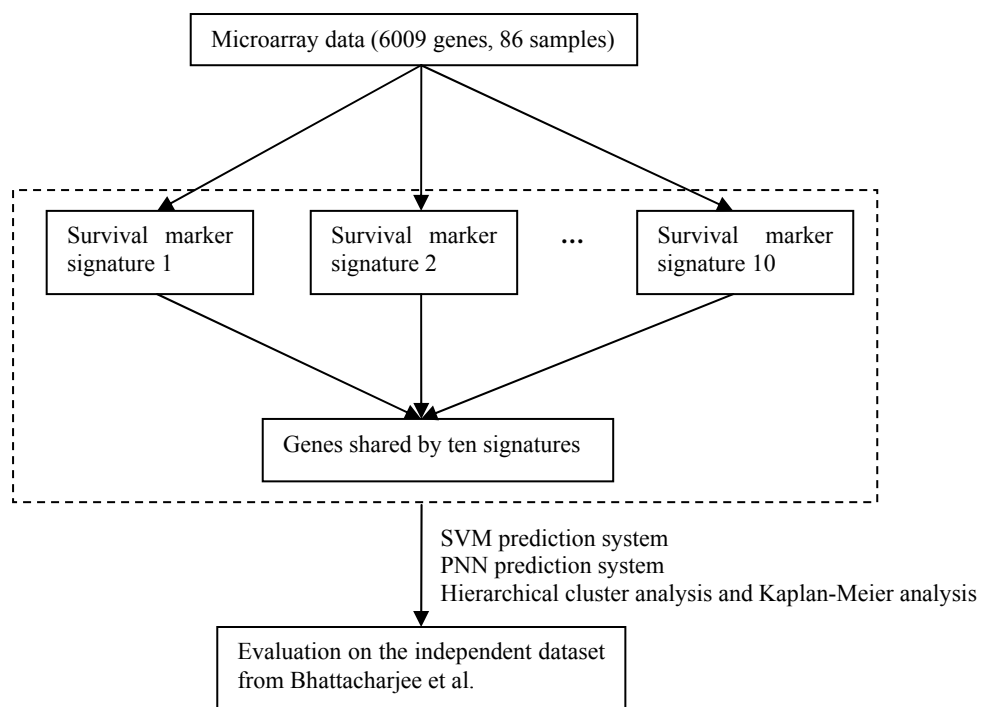 Microarray data (6009 genes, 86 samples)
Survival marker
signature 1
Survival marker
signature 2
...
Survival marker
signature 10
Genes shared by ten signatures
SVM prediction system
PNN prediction system
Hierarchical cluster analysis and Kaplan-Meier analysis
Evaluation on the independent dataset
from Bhattacharjee et al.